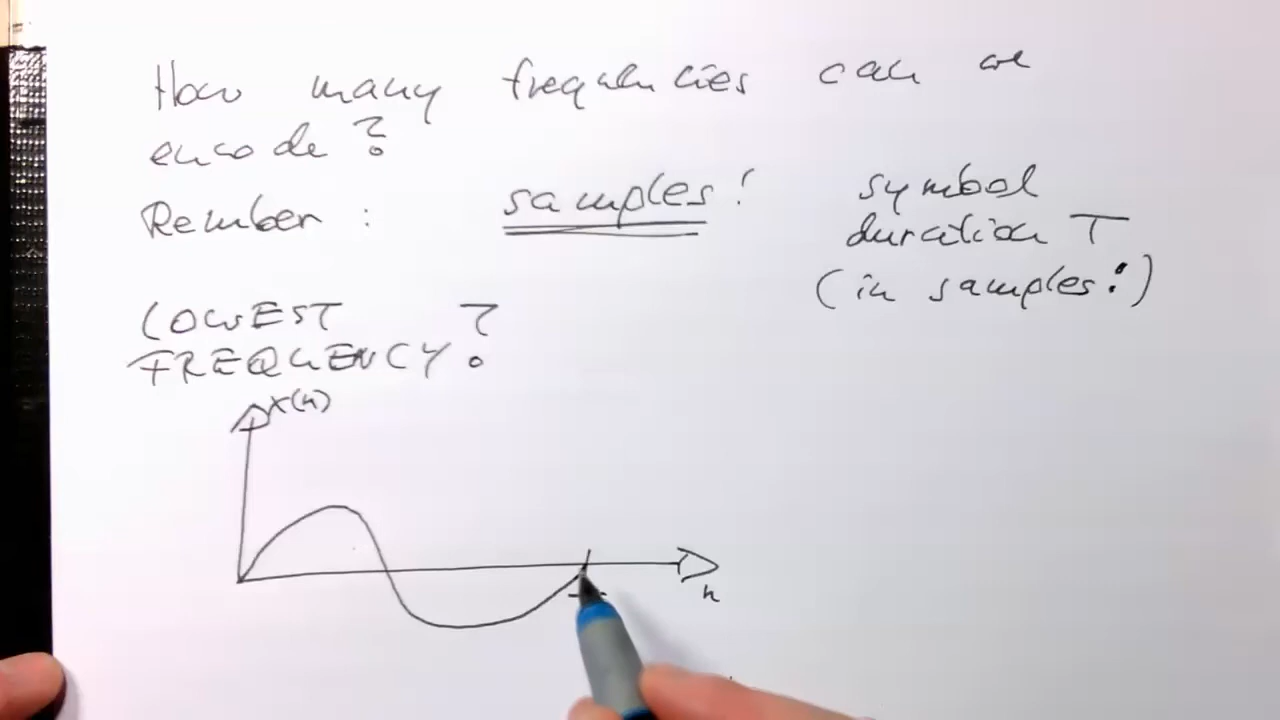 How many frequencies can we
encode?
Rember : samples! symbol
duration T
(in samples!)
LOWEST ?
FREQUENCY
x(n)
n